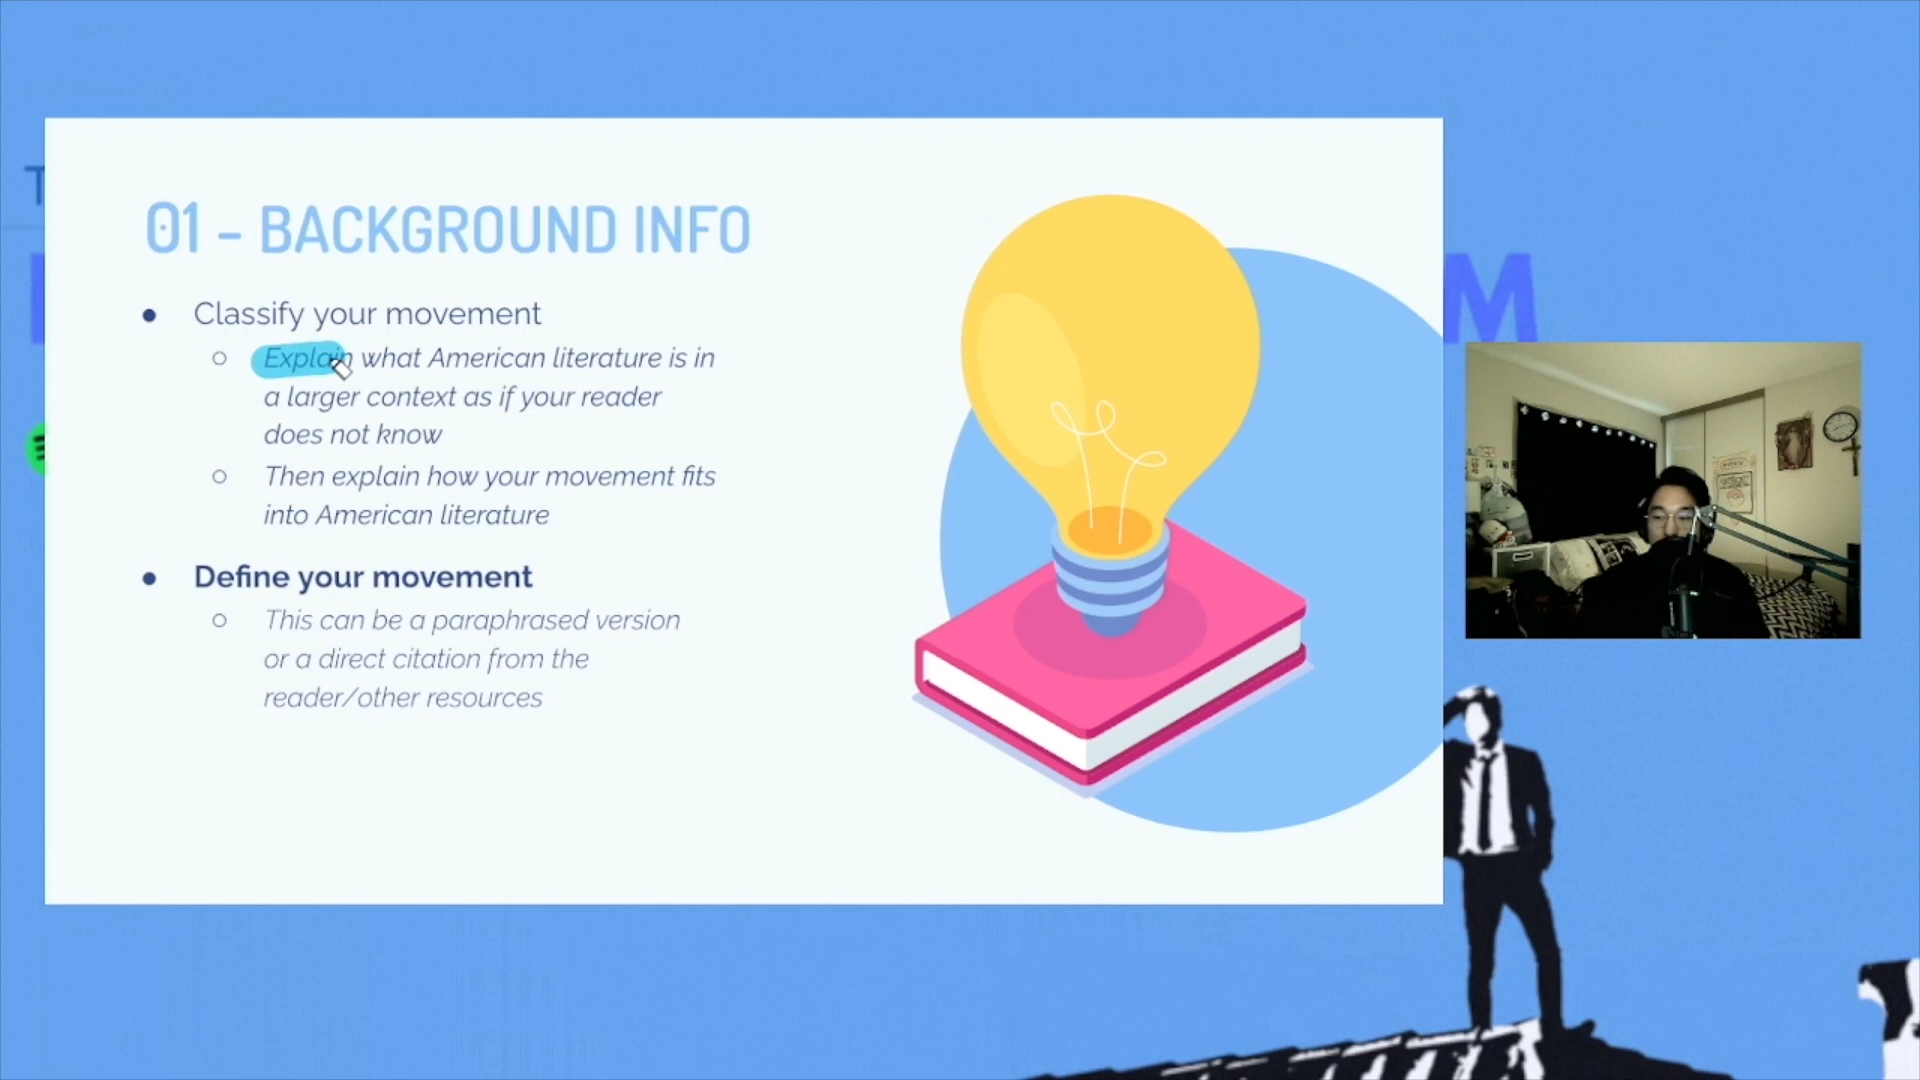 T
M
01 - BACKGROUND INFO
● Classify your movement
○ Explain what American literature is in
a larger context as if your reader
does not know
○ Then explain how your movement fits
into American literature
● Define your movement
○ This can be a paraphrased version
or a direct citation from the
reader/other resources